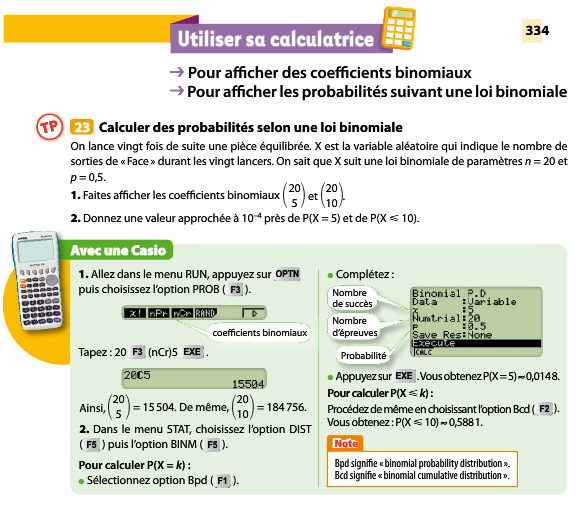 Utiliser sa calculatrice
334
→ Pour afficher des coefficients binomiaux
→ Pour afficher les probabilités suivant une loi binomiale
TP 23 Calculer des probabilités selon une loi binomiale
On lance vingt fois de suite une pièce équilibrée. X est la variable aléatoire qui indique le nombre de
sorties de « Face » durant les vingt lancers. On sait que X suit une loi binomiale de paramètres n = 20 et
p = 0,5.
1. Faites afficher les coefficients binomiaux (20 5) et (20 10).
2. Donnez une valeur approchée à 10⁻⁴ près de P(X = 5) et de P(X ⩽ 10).
Avec une Casio
1. Allez dans le menu RUN, appuyez sur OPTN
puis choisissez l'option PROB ( F3 ).
x! nPr nCr RAND ▷
coefficients binomiaux
Tapez : 20 F3 (nCr)5 EXE .
20C5
15504
Ainsi, (20 5) = 15 504. De même, (20 10) = 184 756.
2. Dans le menu STAT, choisissez l'option DIST
( F5 ) puis l'option BINM ( F5 ).
Pour calculer P(X = k) :
• Sélectionnez option Bpd ( F1 ).
• Complétez :
Nombre
de succès
Nombre
d'épreuves
Probabilité
Binomial P.D
Data :Variable
x :5
Numtrial:20
p :0.5
Save Res:None
Execute
CALC
• Appuyez sur EXE . Vous obtenez P(X = 5) ≈ 0,0148.
Pour calculer P(X ⩽ k) :
Procédez de même en choisissant l'option Bcd ( F2 ).
Vous obtenez : P(X ⩽ 10) ≈ 0,5881.
Note
Bpd signifie « binomial probability distribution ».
Bcd signifie « binomial cumulative distribution ».